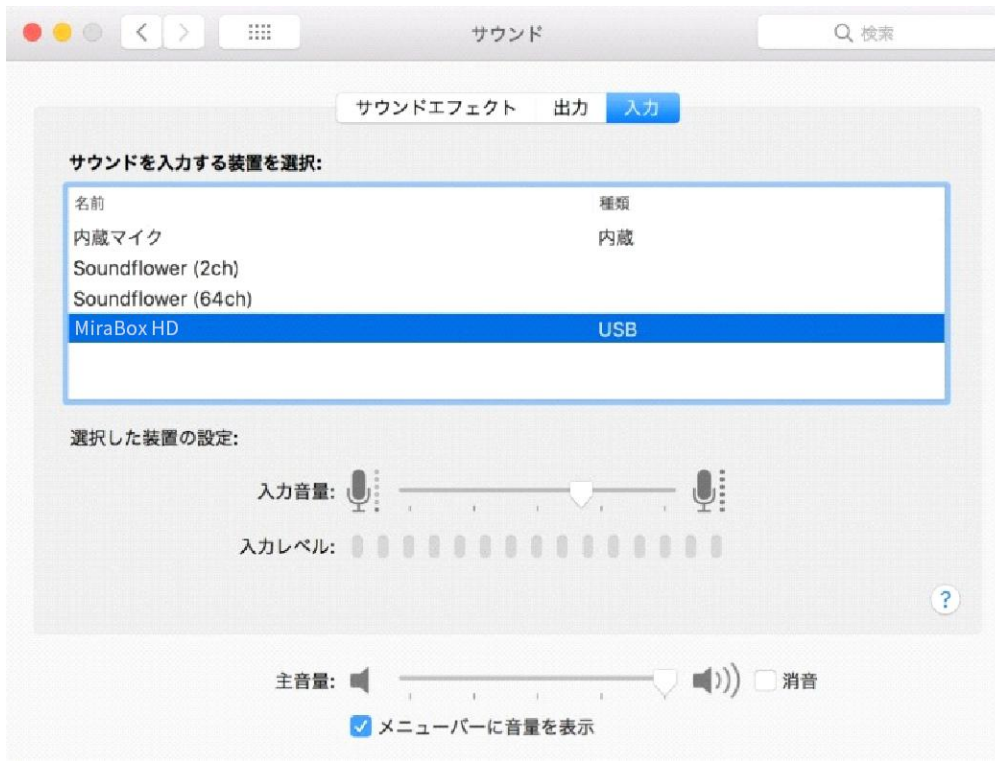 サウンド
検索
サウンドエフェクト 出力 入力
サウンドを入力する装置を選択:
名前 種類
内蔵マイク 内蔵
Soundflower (2ch)
Soundflower (64ch)
MiraBox HD USB
選択した装置の設定:
入力音量:
入力レベル:
?
主音量: 消音
メニューバーに音量を表示